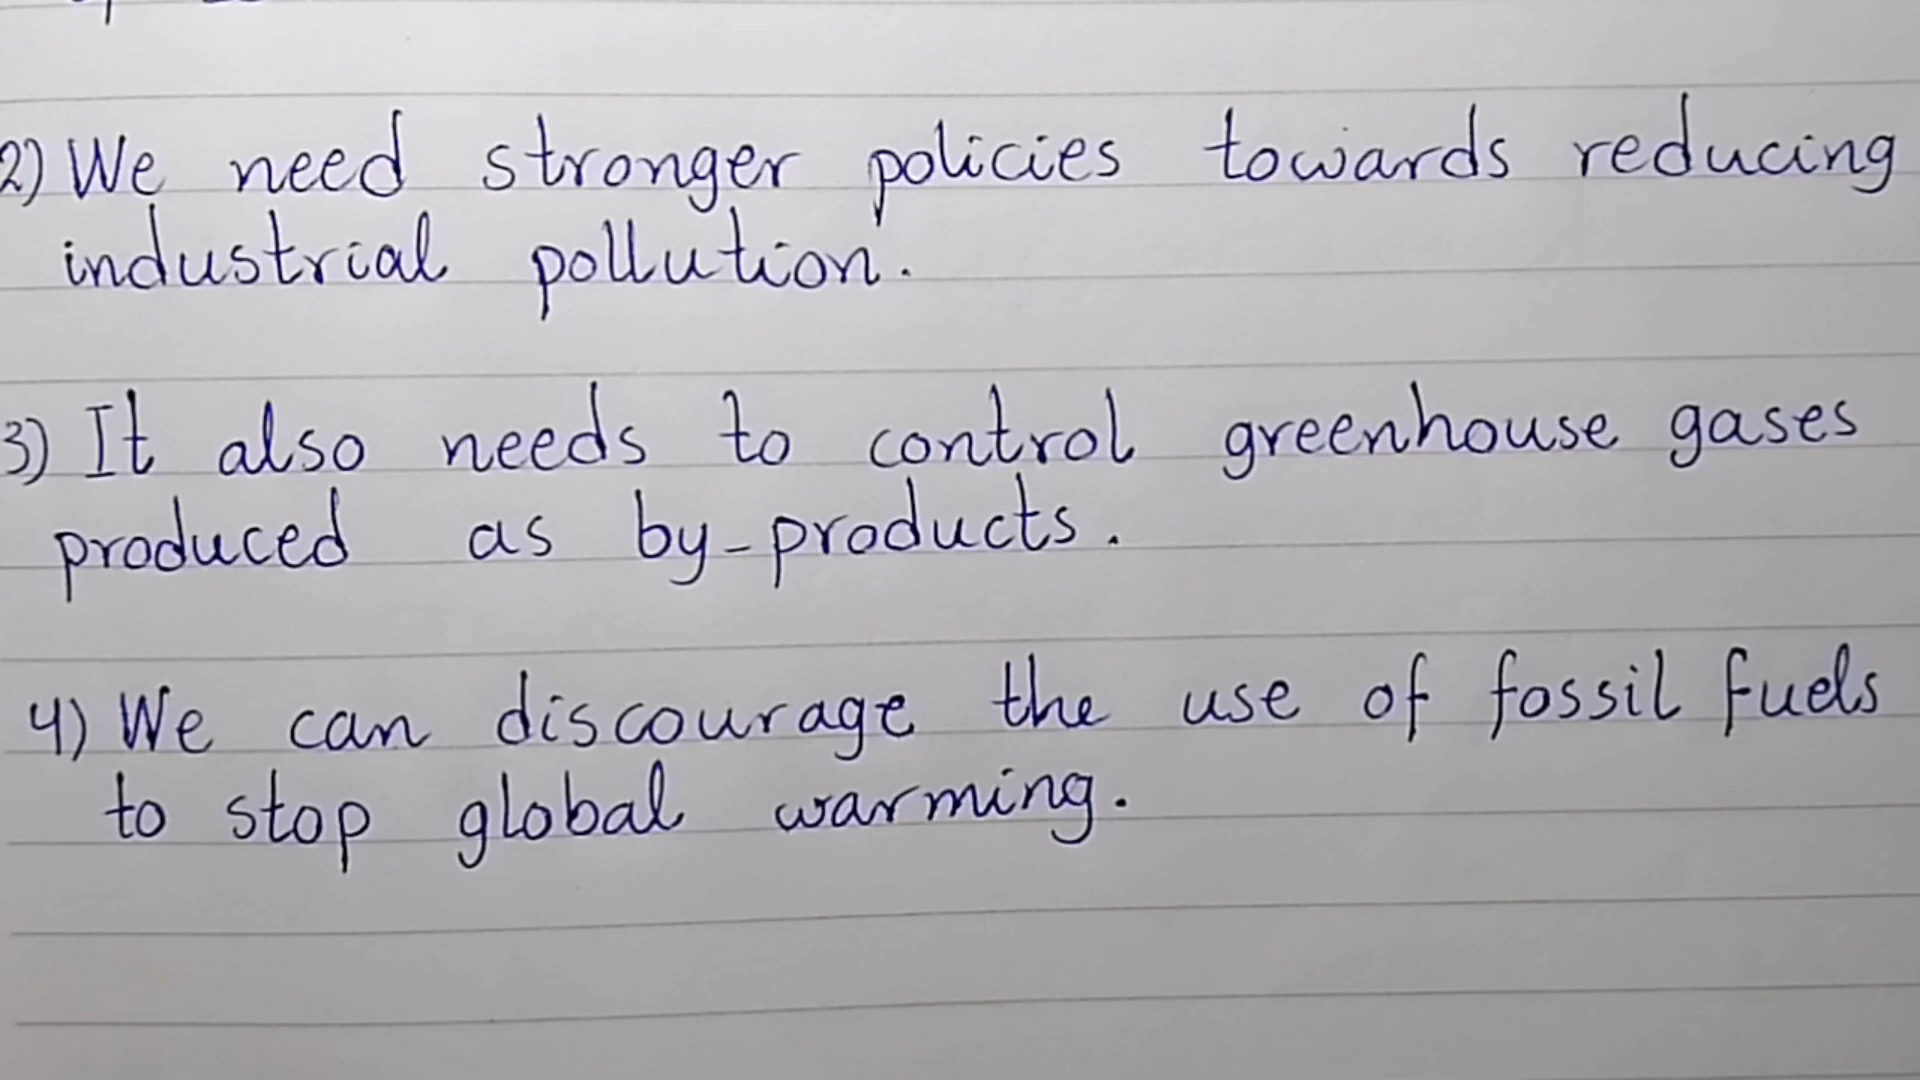 2) We need stronger policies towards reducing
industrial pollution.
3) It also needs to control greenhouse gases
produced as by-products.
4) We can discourage the use of fossil fuels
to stop global warming.